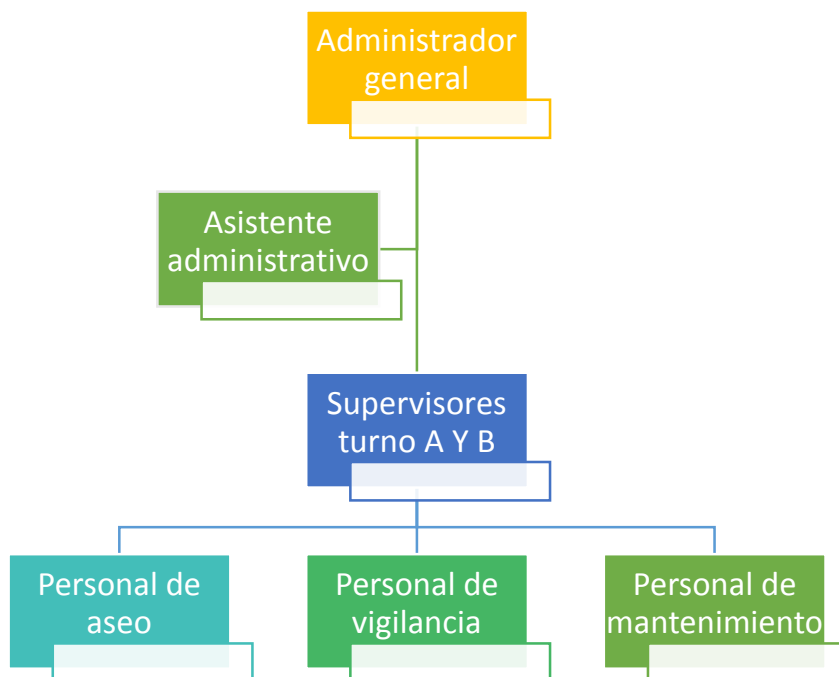 Administrador
general
Asistente
administrativo
Supervisores
turno A Y B
Personal de
aseo
Personal de
vigilancia
Personal de
mantenimiento